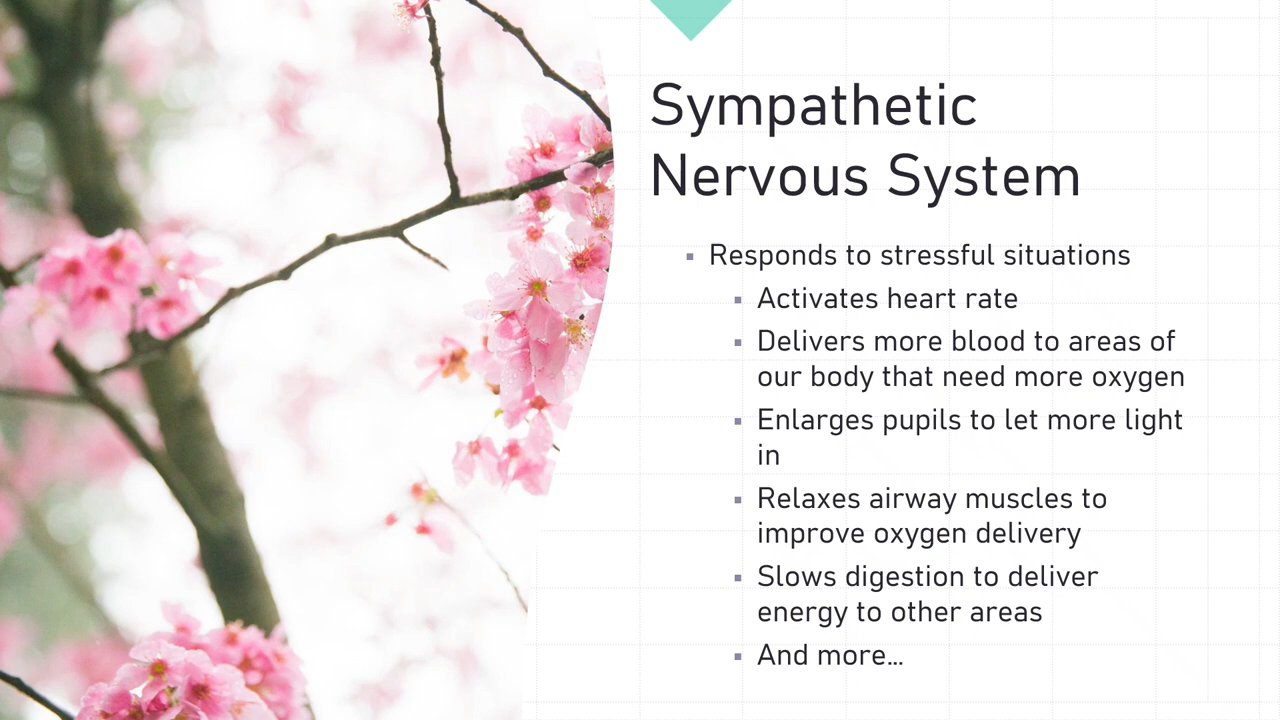 Sympathetic
Nervous System
▪ Responds to stressful situations
▪ Activates heart rate
▪ Delivers more blood to areas of
our body that need more oxygen
▪ Enlarges pupils to let more light
in
▪ Relaxes airway muscles to
improve oxygen delivery
▪ Slows digestion to deliver
energy to other areas
▪ And more…